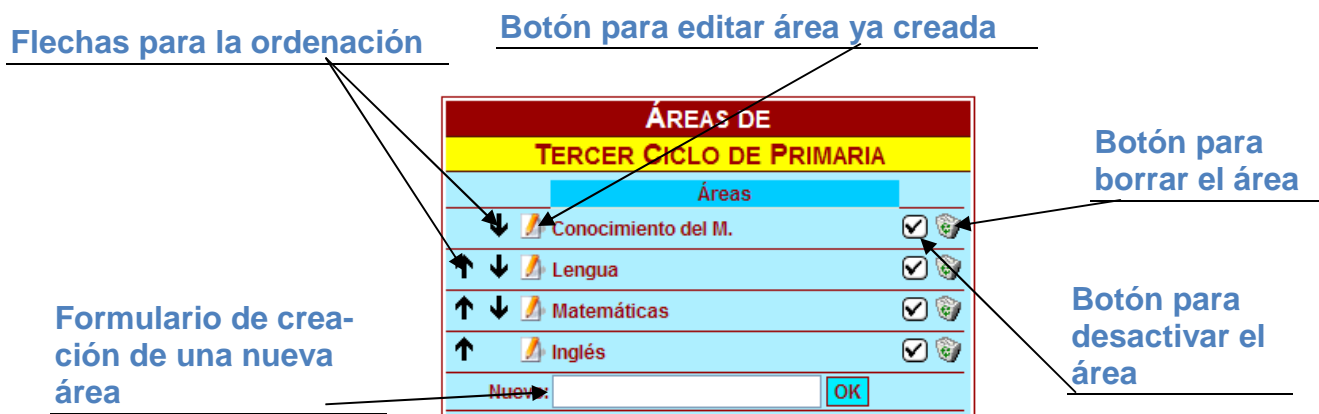 Flechas para la ordenación
Botón para editar área ya creada
ÁREAS DE
TERCER CICLO DE PRIMARIA
Áreas
Botón para
borrar el área
Conocimiento del M.
Lengua
Matemáticas
Inglés
Nuevo:
OK
Formulario de crea-
ción de una nueva
área
Botón para
desactivar el
área